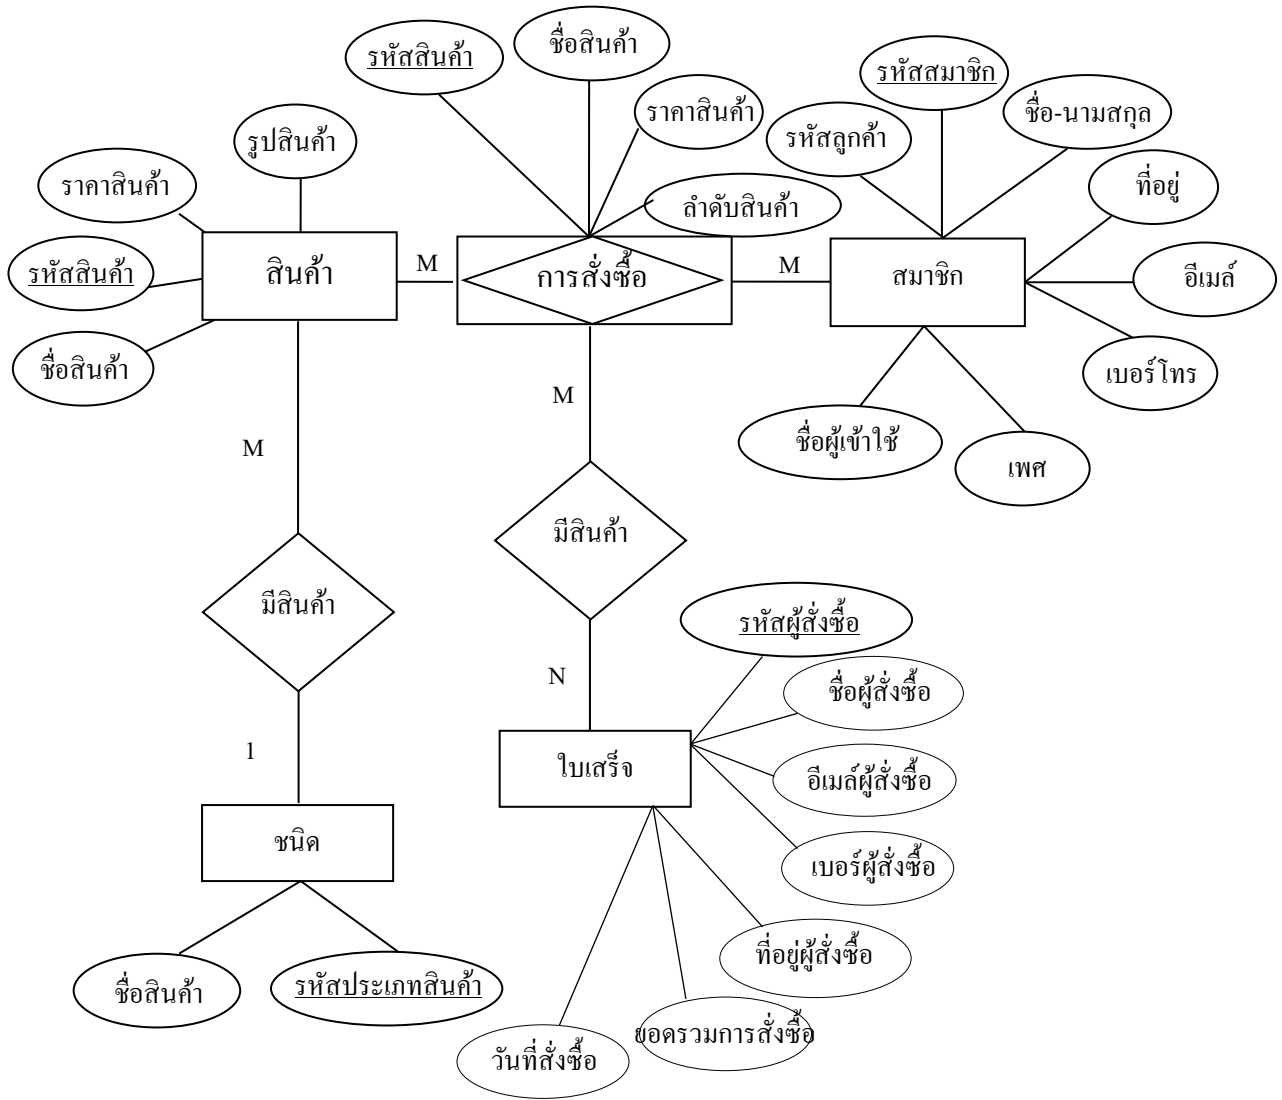 รหัสสินค้า
ชื่อสินค้า
ราคาสินค้า
ลำดับสินค้า
รหัสสมาชิก
ชื่อ-นามสกุล
รหัสลูกค้า
ที่อยู่
อีเมล์
เบอร์โทร
รูปสินค้า
ราคาสินค้า
รหัสสินค้า
ชื่อสินค้า
สินค้า
M
การสั่งซื้อ
M
สมาชิก
ชื่อผู้เข้าใช้
เพศ
M
M
มีสินค้า
มีสินค้า
1
N
รหัสผู้สั่งซื้อ
ชื่อผู้สั่งซื้อ
อีเมล์ผู้สั่งซื้อ
เบอร์ผู้สั่งซื้อ
ที่อยู่ผู้สั่งซื้อ
ยอดรวมการสั่งซื้อ
วันที่สั่งซื้อ
ใบเสร็จ
ชนิด
ชื่อสินค้า
รหัสประเภทสินค้า